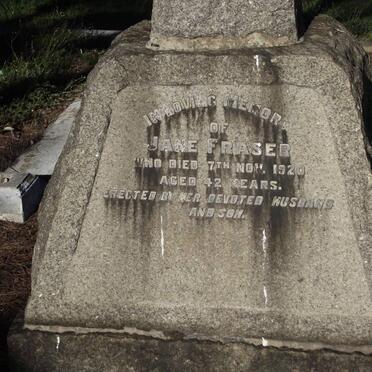 IN LOVING MEMORY
OF
JANE FRASER
WHO DIED 7TH NOV. 1920
AGED 42 YEARS.
ERECTED BY HER DEVOTED HUSBAND
AND SON.